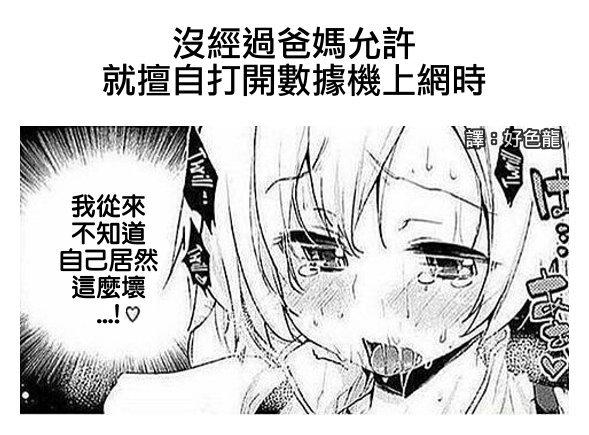 沒經過爸媽允許
就擅自打開數據機上網時
譯:好色龍
我從來
不知道
自己居然
這麼壞
...!♡